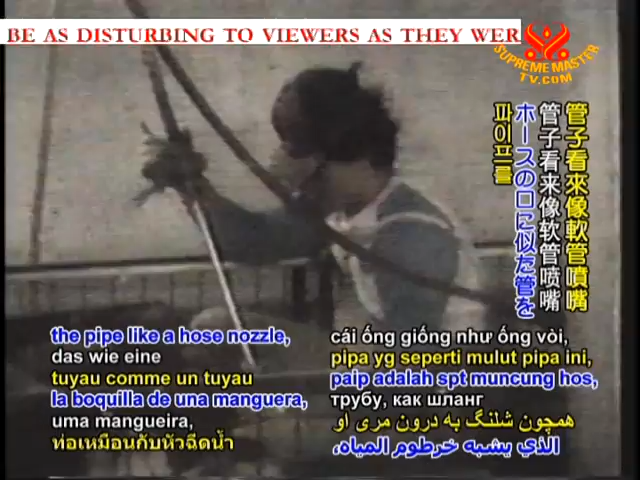 BE AS DISTURBING TO VIEWERS AS THEY WER
SUPREME MASTER
TV.COM
管子看來像軟管噴嘴
管子看来像软管喷嘴
ホースの口に似た管を
파이프를
the pipe like a hose nozzle,
das wie eine
tuyau comme un tuyau
la boquilla de una manguera,
uma mangueira,
ท่อเหมือนกับหัวฉีดน้ำ
cái ống giống như ống vòi,
pipa yg seperti mulut pipa ini,
paip adalah spt muncung hos,
трубу, как шланг
همچون شلنگ به درون مری او
الذي يشبه خرطوم المياه،